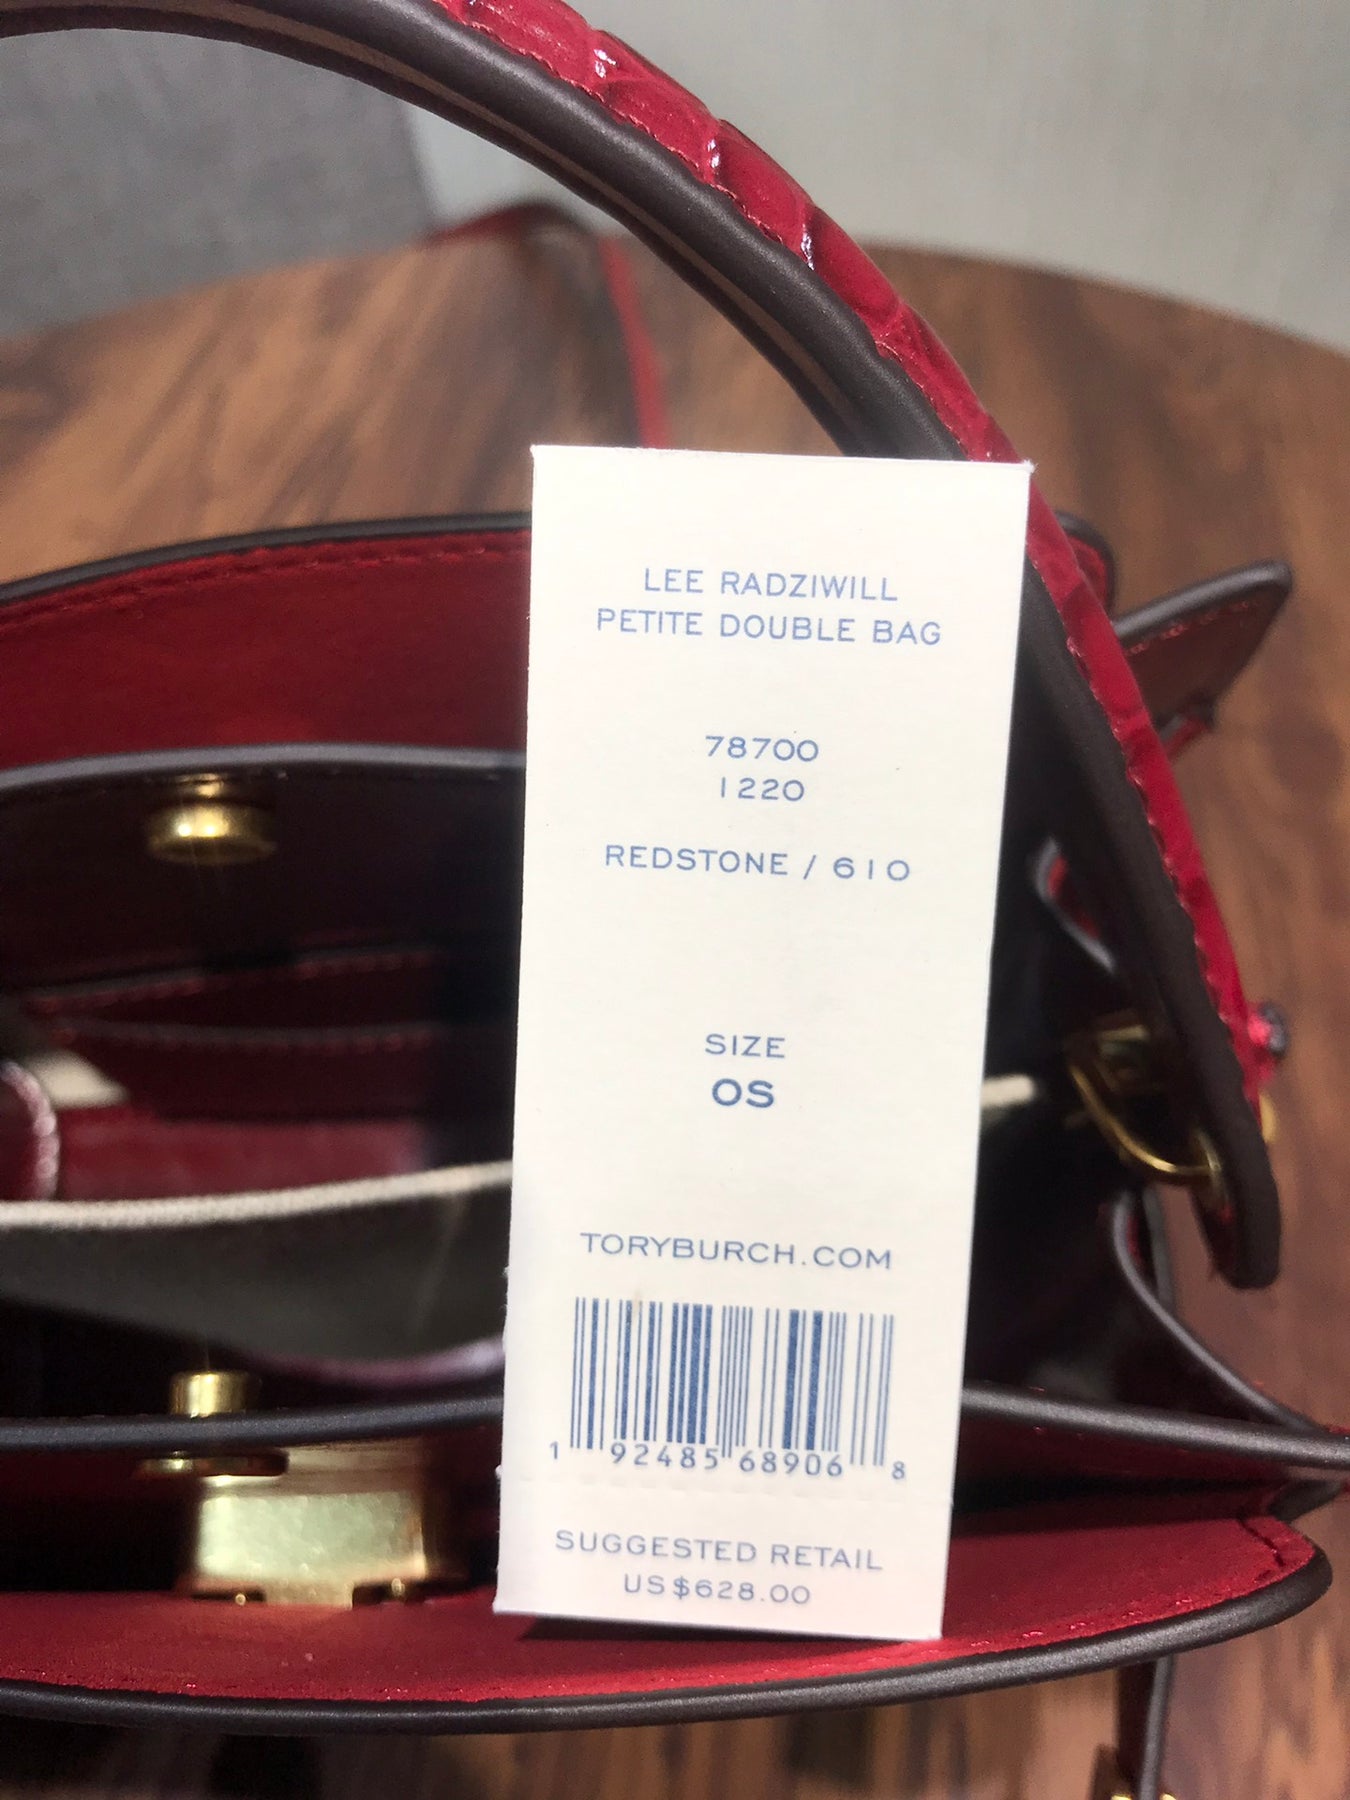 LEE RADZIWILL
PETITE DOUBLE BAG
78700
1220
REDSTONE / 610
SIZE
OS
TORYBURCH.COM
1 92485 68906 8
SUGGESTED RETAIL
US $628.00